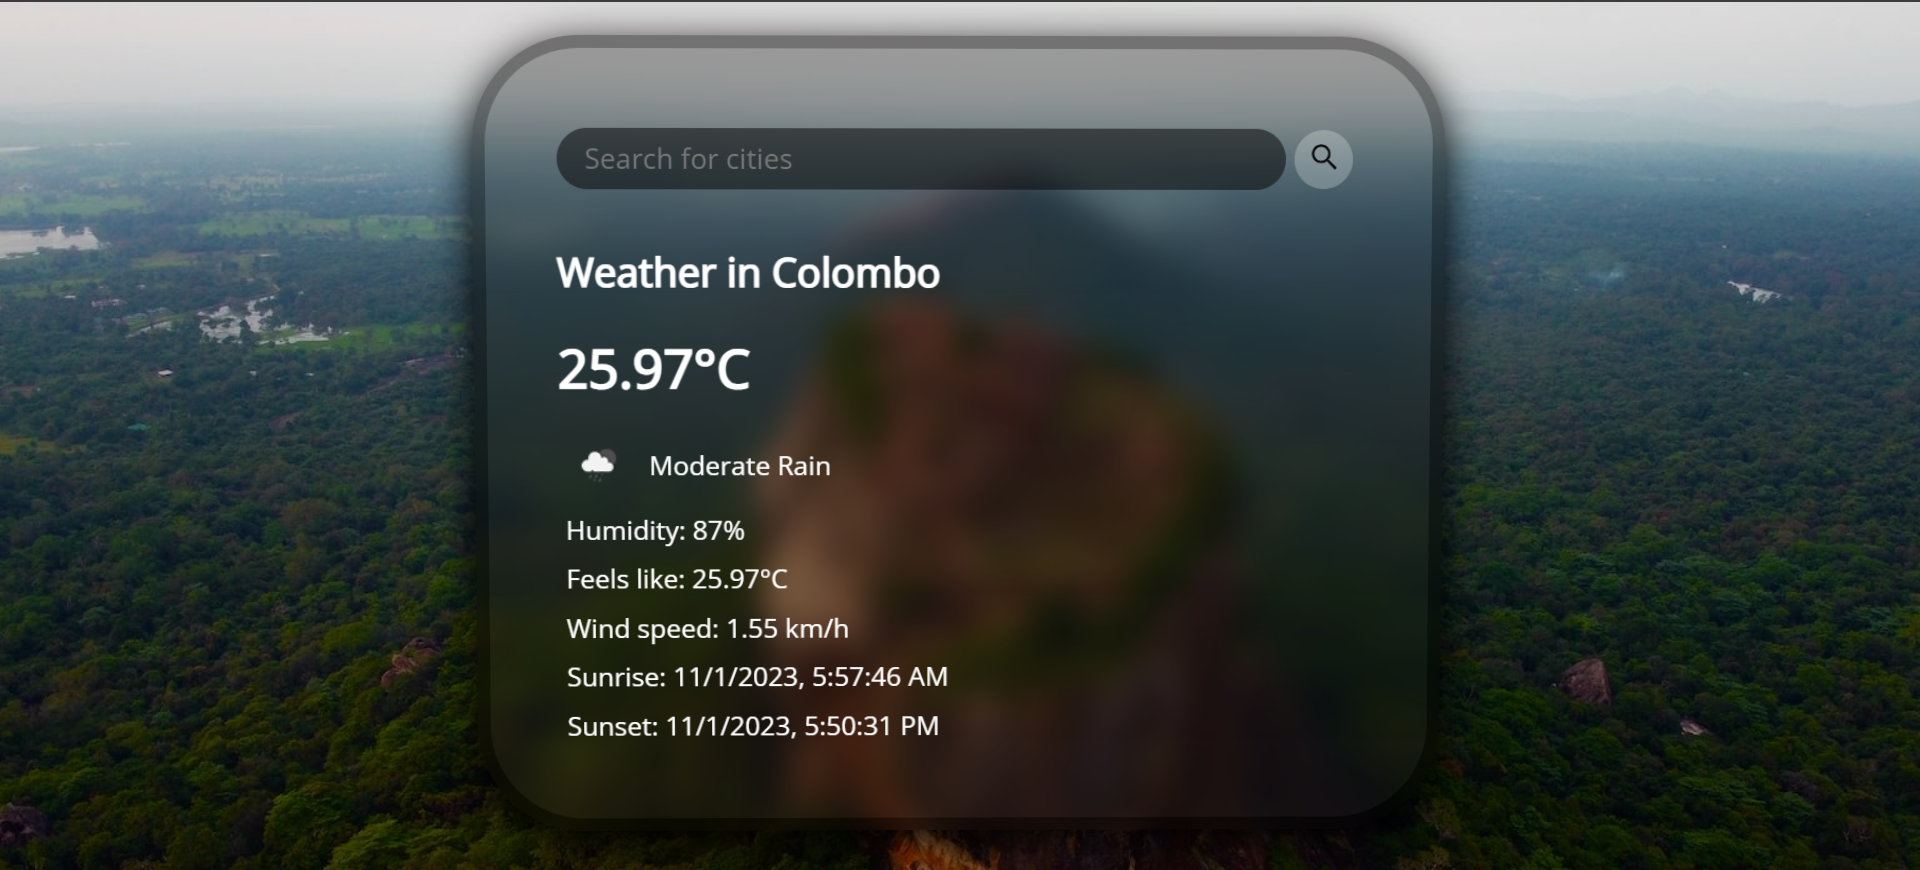 Search for cities
Weather in Colombo
25.97°C
Moderate Rain
Humidity: 87%
Feels like: 25.97°C
Wind speed: 1.55 km/h
Sunrise: 11/1/2023, 5:57:46 AM
Sunset: 11/1/2023, 5:50:31 PM